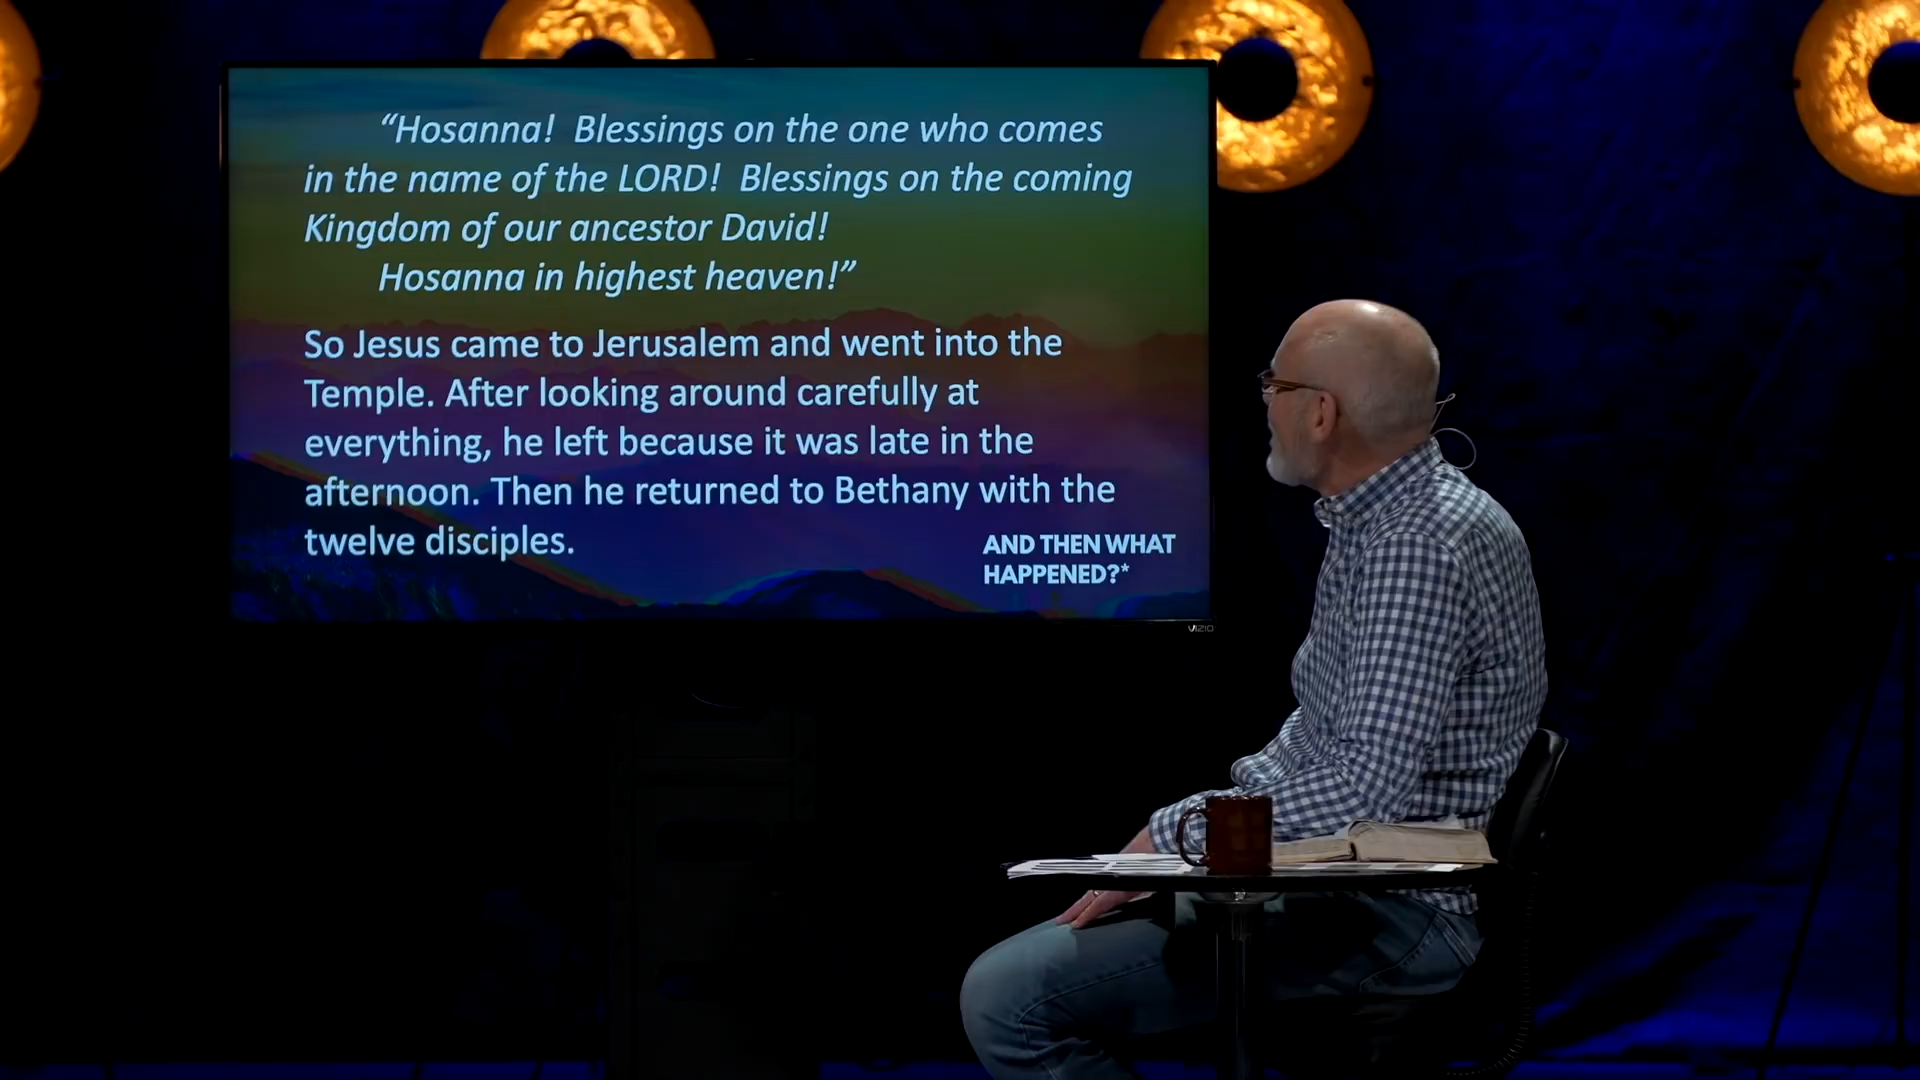 “Hosanna!  Blessings on the one who comes
in the name of the LORD!  Blessings on the coming
Kingdom of our ancestor David!
Hosanna in highest heaven!”
So Jesus came to Jerusalem and went into the
Temple. After looking around carefully at
everything, he left because it was late in the
afternoon. Then he returned to Bethany with the
twelve disciples.
AND THEN WHAT
HAPPENED?*
VIZIO